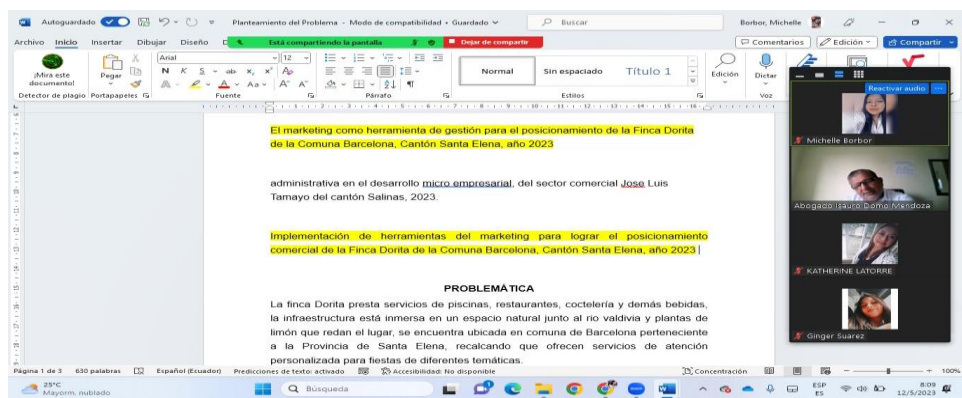 Autoguardado
Planteamiento del Problema - Modo de compatibilidad • Guardado
Buscar
Borbor, Michelle
Archivo Inicio Insertar Dibujar Diseño
Está compartiendo la pantalla
Dejar de compartir
Comentarios
Edición
Compartir
¡Mira este documento!
Pegar
Arial
12
N K S ab x, x²
Normal
Sin espaciado
Título 1
Edición
Dictar
Detector de plagio
Portapapeles
Fuente
Párrafo
Estilos
Voz
El marketing como herramienta de gestión para el posicionamiento de la Finca Dorita
de la Comuna Barcelona, Cantón Santa Elena, año 2023
administrativa en el desarrollo micro empresarial, del sector comercial Jose Luis
Tamayo del cantón Salinas, 2023.
Implementación de herramientas del marketing para lograr el posicionamiento
comercial de la Finca Dorita de la Comuna Barcelona, Cantón Santa Elena, año 2023
PROBLEMÁTICA
La finca Dorita presta servicios de piscinas, restaurantes, coctelería y demás bebidas,
la infraestructura está inmersa en un espacio natural junto al rio valdivia y plantas de
limón que redan el lugar, se encuentra ubicada en comuna de Barcelona perteneciente
a la Provincia de Santa Elena, recalcando que ofrecen servicios de atención
personalizada para fiestas de diferentes temáticas.
Reactivar audio
Michelle Borbor
Abogado Isauro Domo Mendoza
KATHERINE LATORRE
Ginger Suarez
Página 1 de 3
630 palabras
Español (Ecuador)
Predicciones de texto: activado
Accesibilidad: No disponible
Concentración
100%
25°C
Mayorm. nublado
Búsqueda
ESP
ES
8:09
12/5/2023